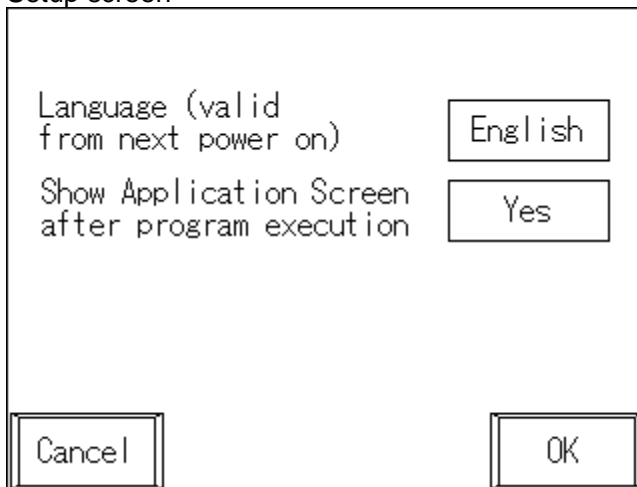 Setup screen
Language (valid
from next power on)
English
Show Application Screen
after program execution
Yes
Cancel
OK